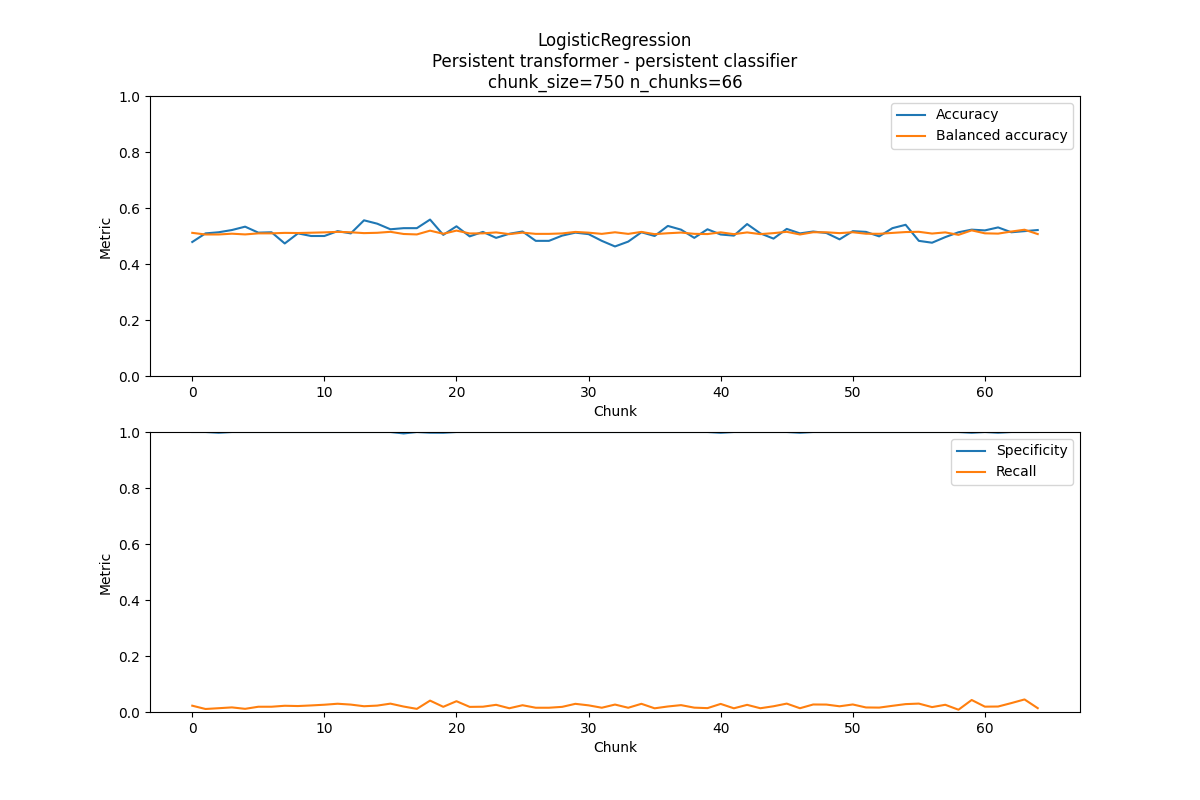 LogisticRegression
Persistent transformer - persistent classifier
chunk_size=750 n_chunks=66
1.0
0.8
0.6
0.4
0.2
0.0
Metric
Accuracy
Balanced accuracy
0 10 20 30 40 50 60
Chunk
1.0
0.8
0.6
0.4
0.2
0.0
Metric
Specificity
Recall
0 10 20 30 40 50 60
Chunk